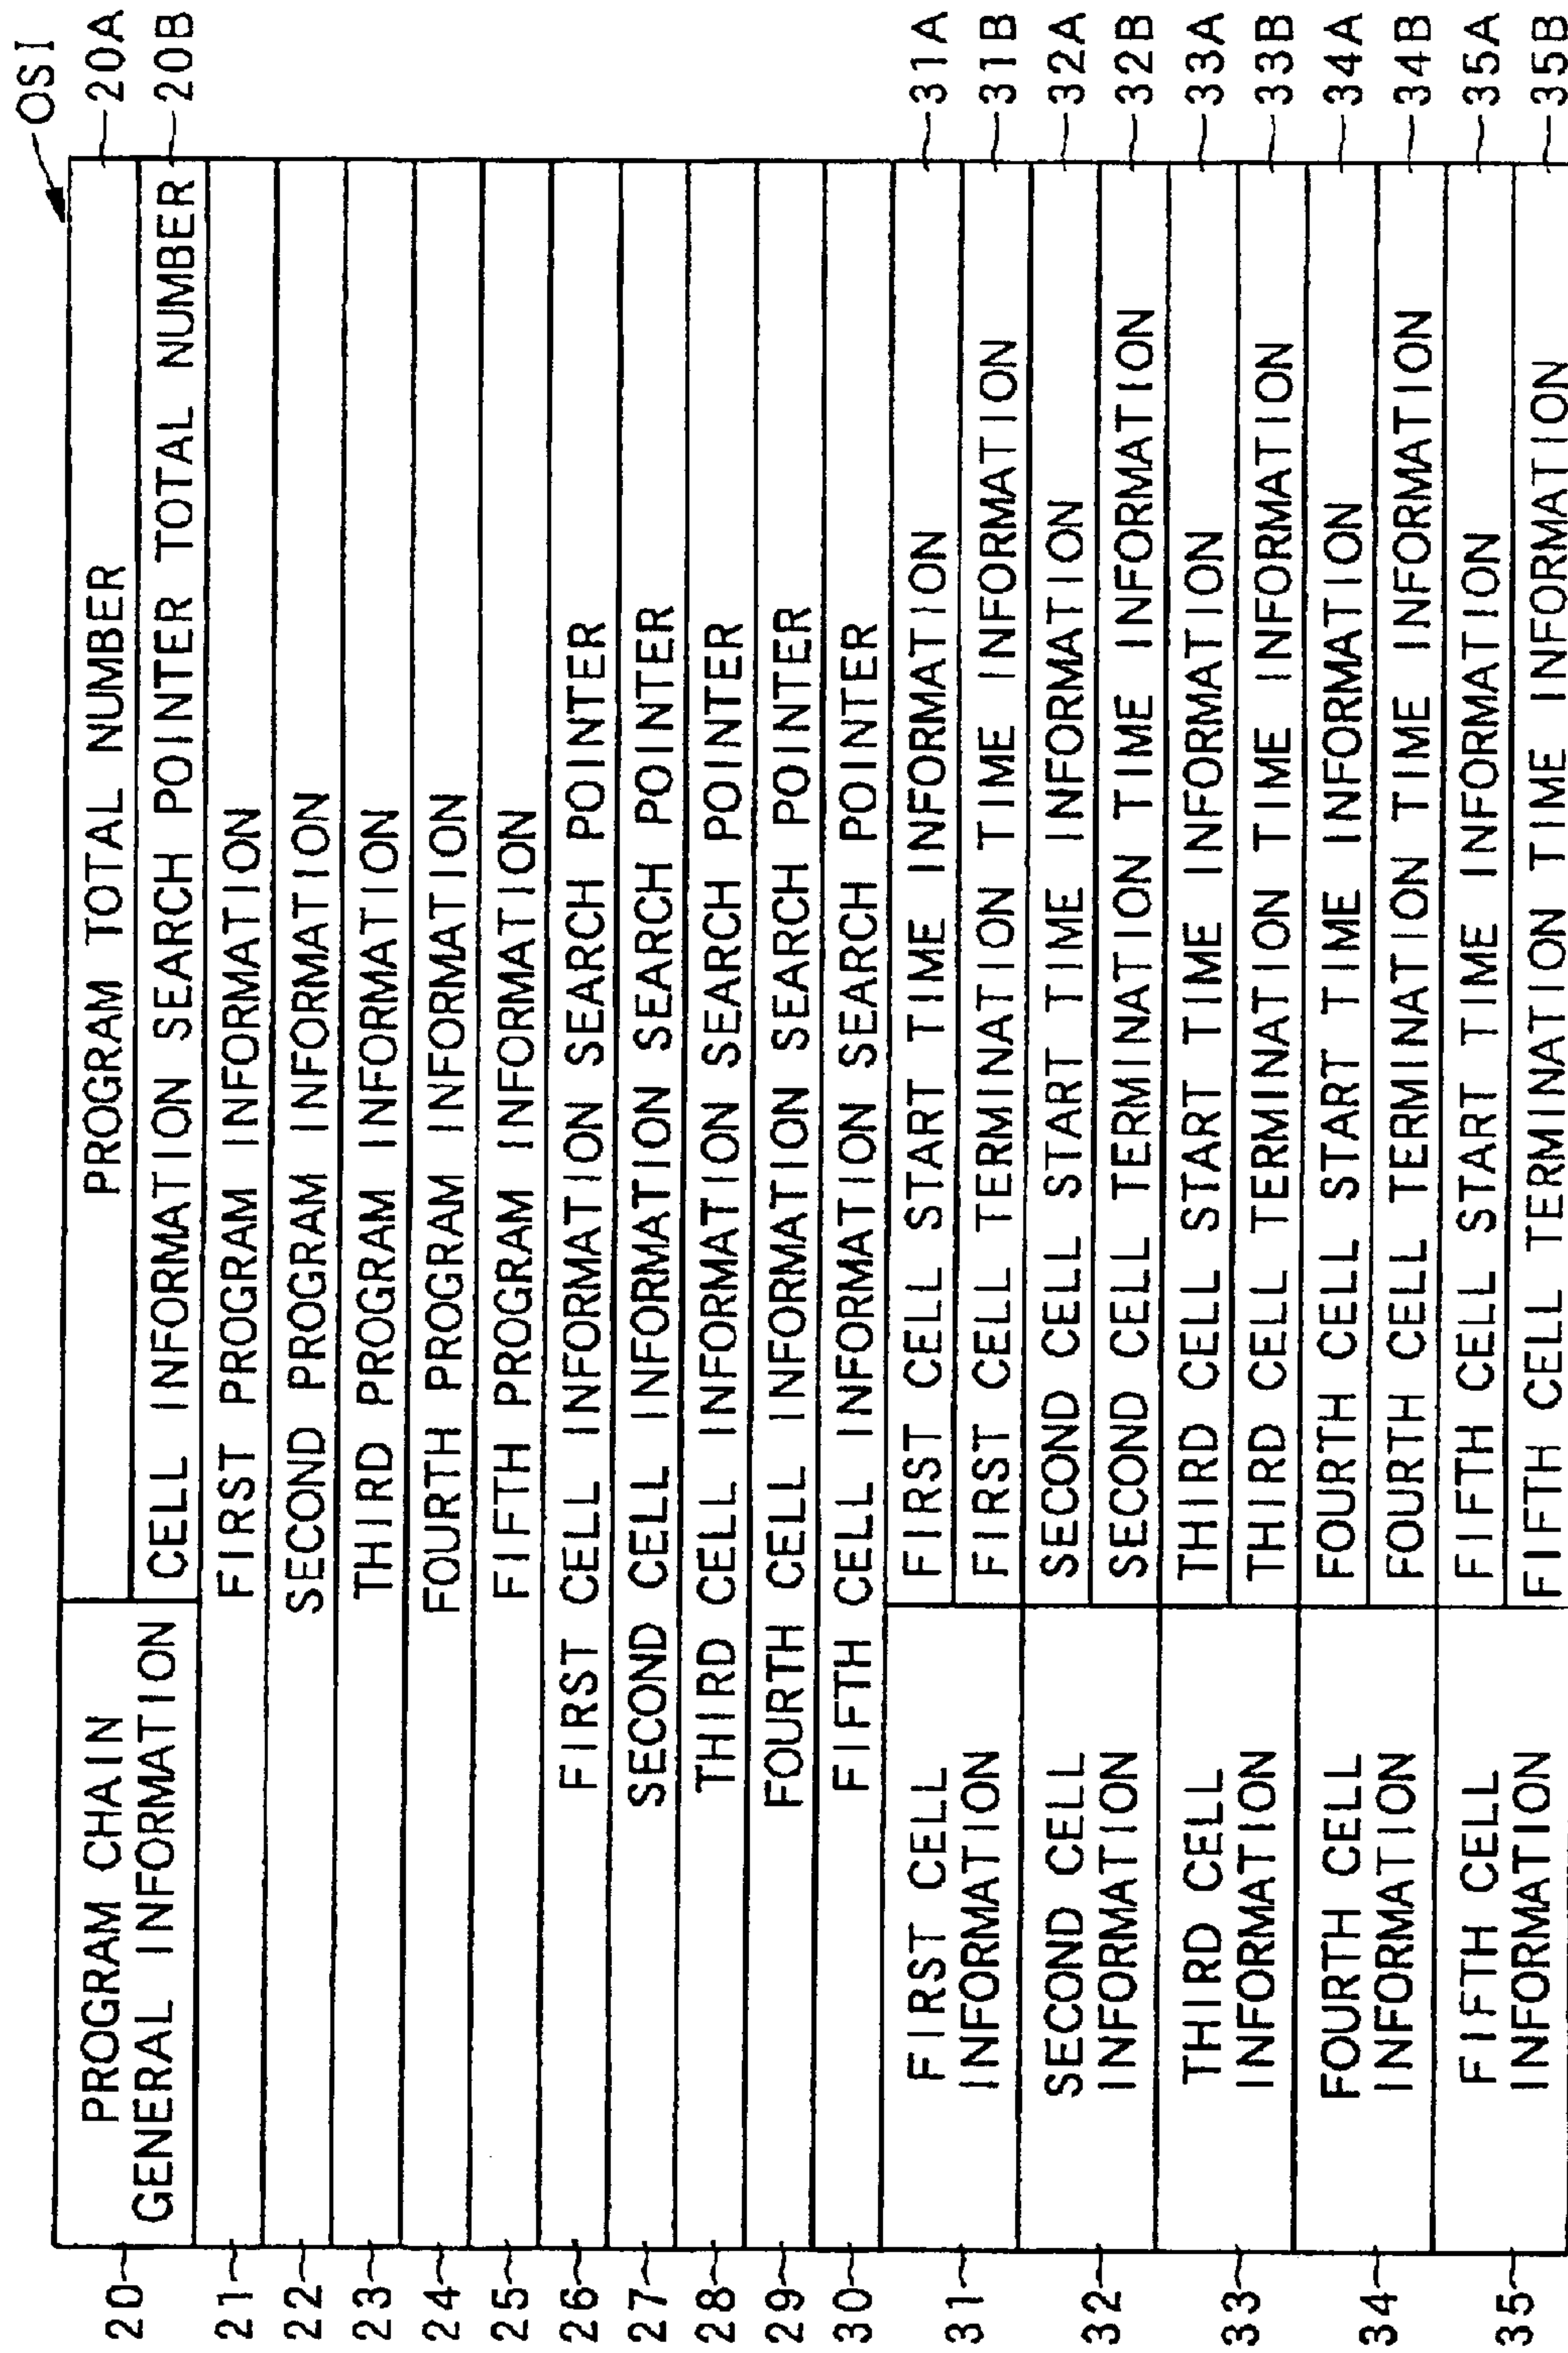 OSI
20
PROGRAM CHAIN
GENERAL INFORMATION
PROGRAM TOTAL NUMBER
20A
CELL INFORMATION SEARCH POINTER TOTAL NUMBER
20B
21
FIRST PROGRAM INFORMATION
22
SECOND PROGRAM INFORMATION
23
THIRD PROGRAM INFORMATION
24
FOURTH PROGRAM INFORMATION
25
FIFTH PROGRAM INFORMATION
26
FIRST CELL INFORMATION SEARCH POINTER
27
SECOND CELL INFORMATION SEARCH POINTER
28
THIRD CELL INFORMATION SEARCH POINTER
29
FOURTH CELL INFORMATION SEARCH POINTER
30
FIFTH CELL INFORMATION SEARCH POINTER
31
FIRST CELL
INFORMATION
FIRST CELL START TIME INFORMATION
31A
FIRST CELL TERMINATION TIME INFORMATION
31B
32
SECOND CELL
INFORMATION
SECOND CELL START TIME INFORMATION
32A
SECOND CELL TERMINATION TIME INFORMATION
32B
33
THIRD CELL
INFORMATION
THIRD CELL START TIME INFORMATION
33A
THIRD CELL TERMINATION TIME INFORMATION
33B
34
FOURTH CELL
INFORMATION
FOURTH CELL START TIME INFORMATION
34A
FOURTH CELL TERMINATION TIME INFORMATION
34B
35
FIFTH CELL
INFORMATION
FIFTH CELL START TIME INFORMATION
35A
FIFTH CELL TERMINATION TIME INFORMATION
35B